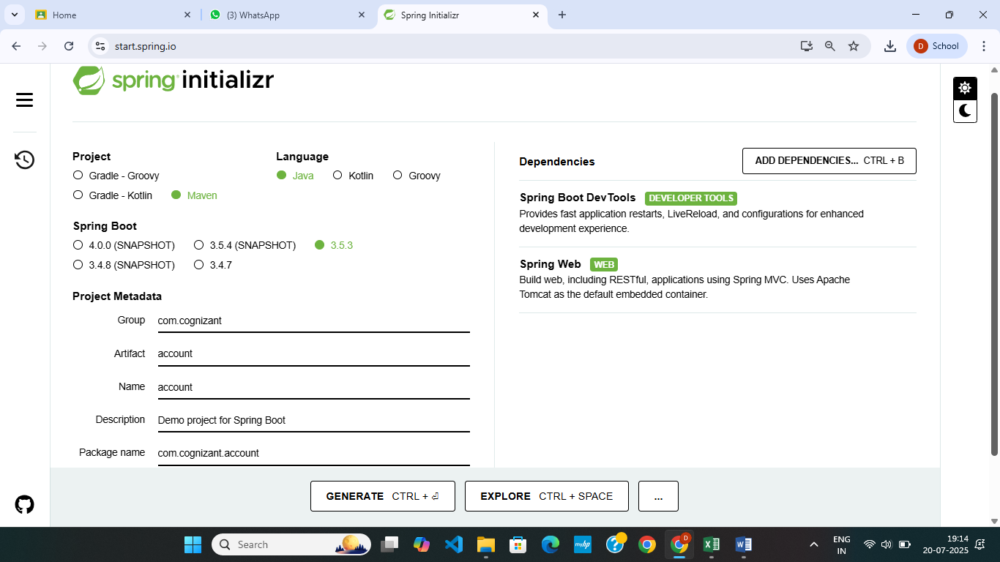 Home
(3) WhatsApp
Spring Initializr
start.spring.io
D School
spring initializr
Project
Language
Gradle - Groovy
Java Kotlin Groovy
Gradle - Kotlin Maven
Spring Boot
4.0.0 (SNAPSHOT) 3.5.4 (SNAPSHOT) 3.5.3
3.4.8 (SNAPSHOT) 3.4.7
Project Metadata
Group com.cognizant
Artifact account
Name account
Description Demo project for Spring Boot
Package name com.cognizant.account
Dependencies
ADD DEPENDENCIES... CTRL + B
Spring Boot DevTools DEVELOPER TOOLS
Provides fast application restarts, LiveReload, and configurations for enhanced
development experience.
Spring Web WEB
Build web, including RESTful, applications using Spring MVC. Uses Apache
Tomcat as the default embedded container.
GENERATE CTRL + ⏎
EXPLORE CTRL + SPACE
...
Search
myhp
D
ENG
IN
19:14
20-07-2025